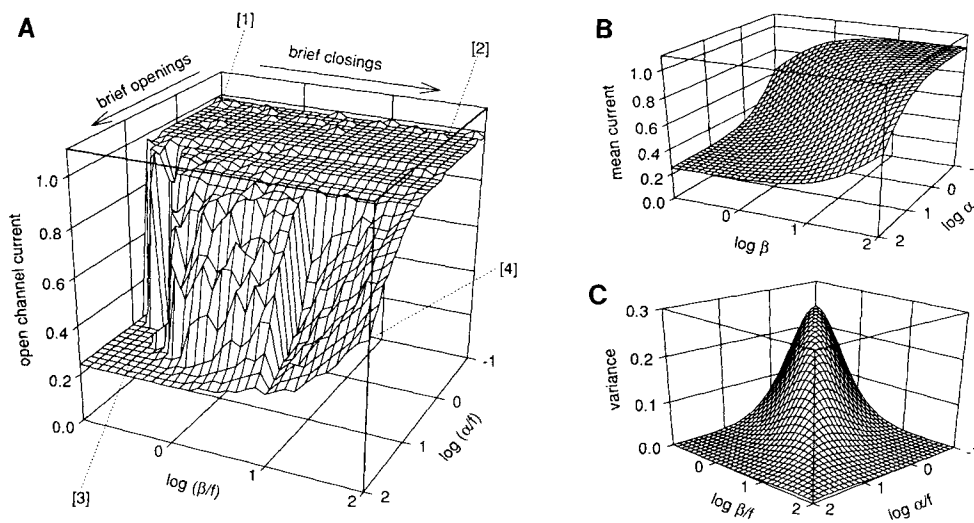 A
[1]
brief openings
brief closings
[2]
open channel current
1.0
0.8
0.6
0.4
0.2
0.0
[4]
-1
0
1
2
log (α/f)
0
1
2
log (β/f)
[3]
B
mean current
1.0
0.8
0.6
0.4
0.2
0.0
0
1
2
log β
0
1
2
log α
C
variance
0.3
0.2
0.1
0.0
0
1
2
log β/f
-1
0
1
2
log α/f